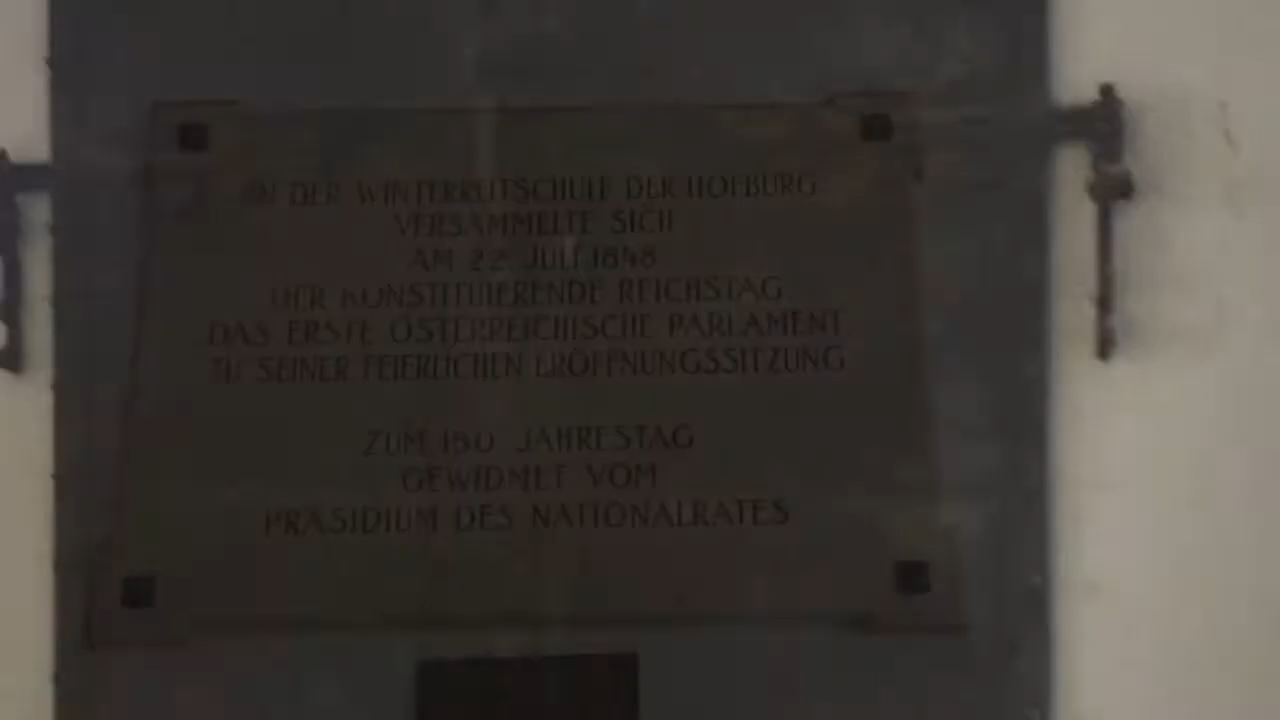 IN DER WINTERREITSCHULE DER HOFBURG
VERSAMMELTE SICH
AM 22 JULI 1848
DER KONSTITUIERENDE REICHSTAG
DAS ERSTE ÖSTERREICHISCHE PARLAMENT
ZU SEINER FEIERLICHEN ERÖFFNUNGSSITZUNG
ZUM 150 JAHRESTAG
GEWIDMET VOM
PRÄSIDIUM DES NATIONALRATES